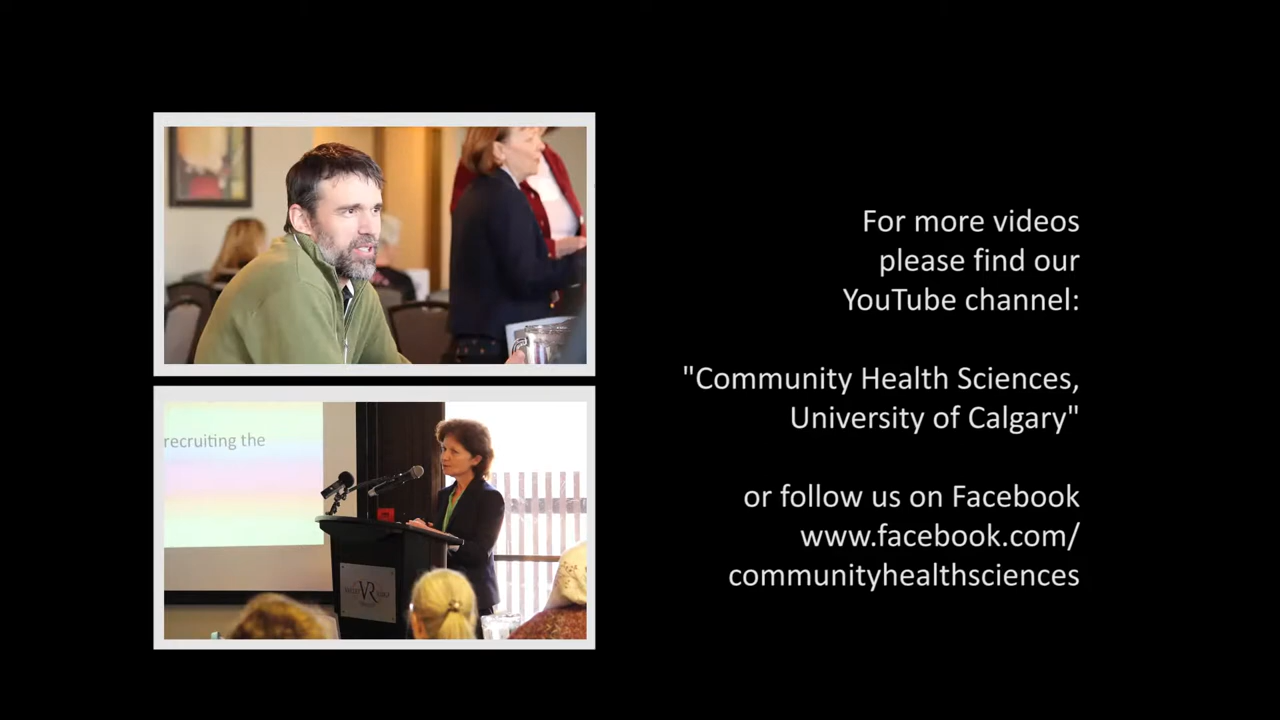 For more videos
please find our
YouTube channel:
"Community Health Sciences,
University of Calgary"
or follow us on Facebook
www.facebook.com/
communityhealthsciences
recruiting the
VR